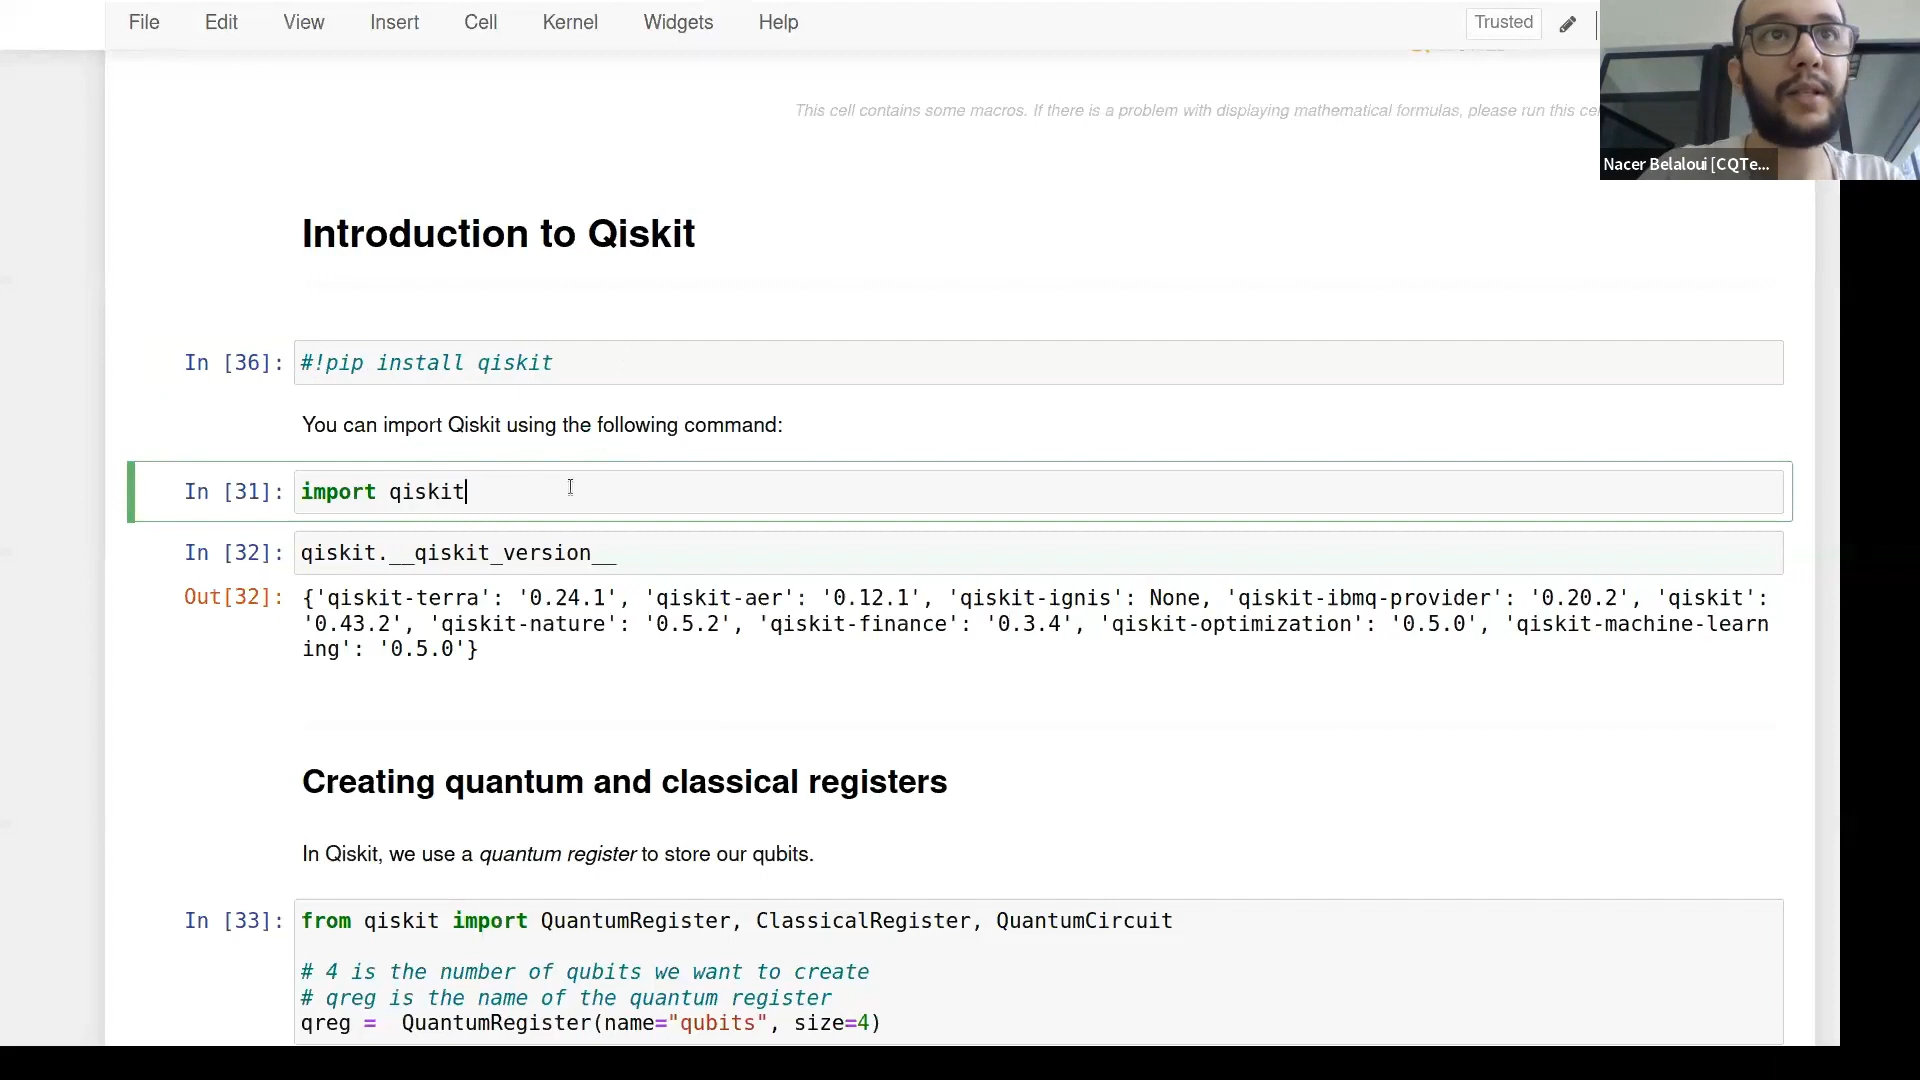 File Edit View Insert Cell Kernel Widgets Help Trusted
This cell contains some macros. If there is a problem with displaying mathematical formulas, please run this ce
Nacer Belaloui [CQTe...
Introduction to Qiskit
In [36]: #!pip install qiskit
You can import Qiskit using the following command:
In [31]: import qiskit
In [32]: qiskit.__qiskit_version__
Out[32]: {'qiskit-terra': '0.24.1', 'qiskit-aer': '0.12.1', 'qiskit-ignis': None, 'qiskit-ibmq-provider': '0.20.2', 'qiskit':
'0.43.2', 'qiskit-nature': '0.5.2', 'qiskit-finance': '0.3.4', 'qiskit-optimization': '0.5.0', 'qiskit-machine-learn
ing': '0.5.0'}
Creating quantum and classical registers
In Qiskit, we use a quantum register to store our qubits.
In [33]: from qiskit import QuantumRegister, ClassicalRegister, QuantumCircuit
# 4 is the number of qubits we want to create
# qreg is the name of the quantum register
qreg =  QuantumRegister(name="qubits", size=4)